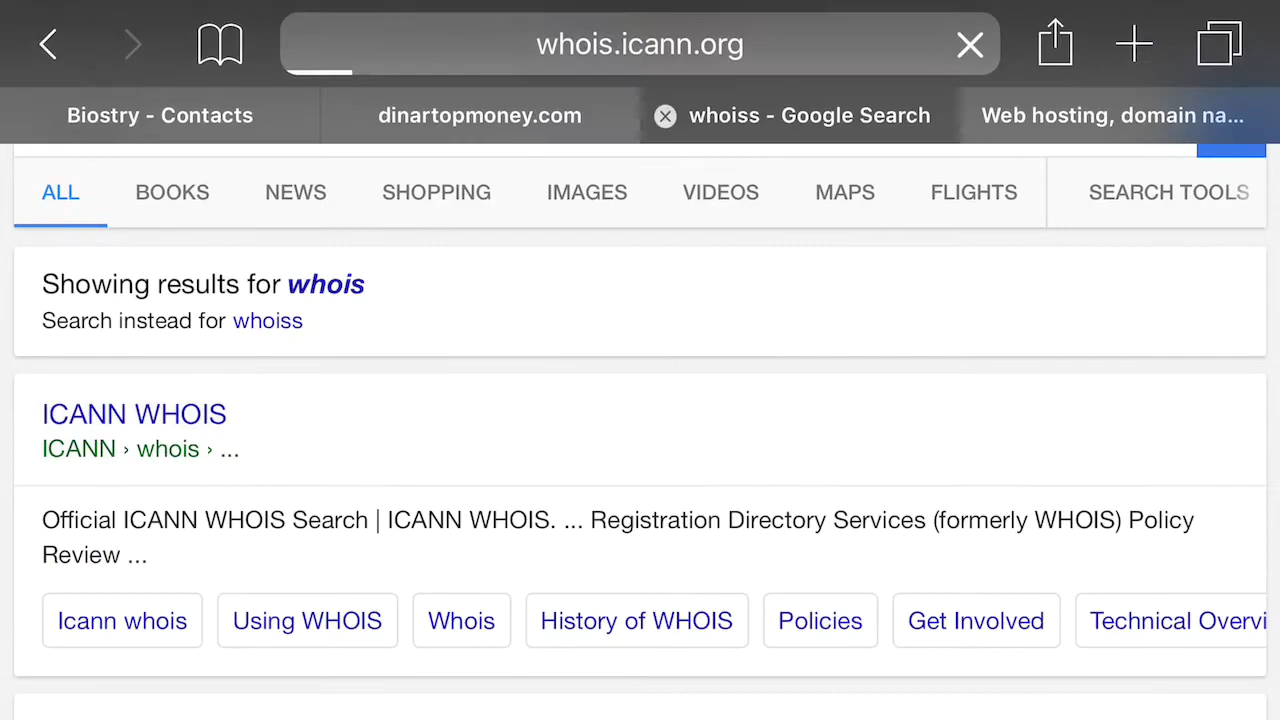 whois.icann.org
Biostry - Contacts dinartopmoney.com whoiss - Google Search Web hosting, domain na...
ALL BOOKS NEWS SHOPPING IMAGES VIDEOS MAPS FLIGHTS SEARCH TOOLS
Showing results for whois
Search instead for whoiss
ICANN WHOIS
ICANN › whois › ...
Official ICANN WHOIS Search | ICANN WHOIS. ... Registration Directory Services (formerly WHOIS) Policy
Review ...
Icann whois Using WHOIS Whois History of WHOIS Policies Get Involved Technical Overvi